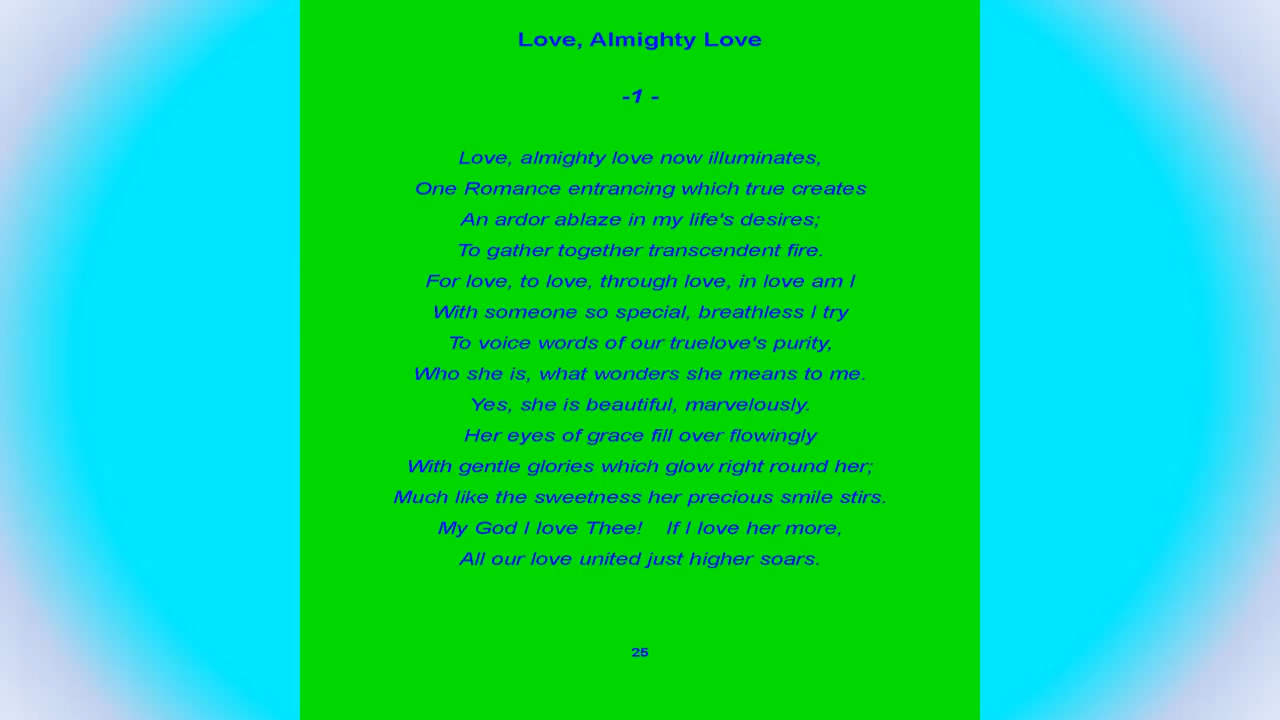 Love, Almighty Love
-1 -
Love, almighty love now illuminates,
One Romance entrancing which true creates
An ardor ablaze in my life's desires;
To gather together transcendent fire.
For love, to love, through love, in love am I
With someone so special, breathless I try
To voice words of our truelove's purity,
Who she is, what wonders she means to me.
Yes, she is beautiful, marvelously.
Her eyes of grace fill over flowingly
With gentle glories which glow right round her;
Much like the sweetness her precious smile stirs.
My God I love Thee!   If I love her more,
All our love united just higher soars.
25